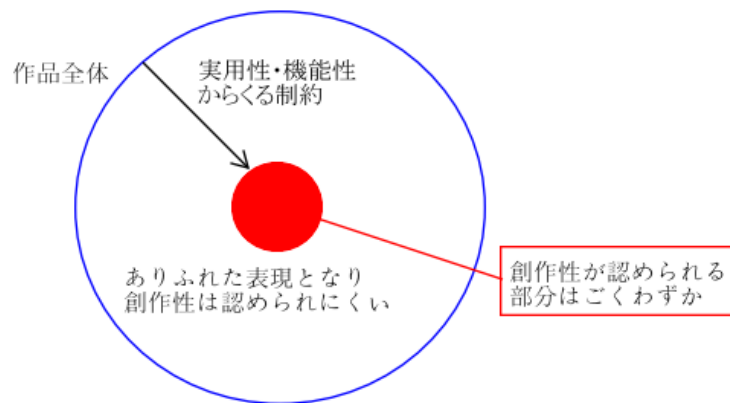 作品全体
実用性・機能性
からくる制約
ありふれた表現となり
創作性は認められにくい
創作性が認められる
部分はごくわずか